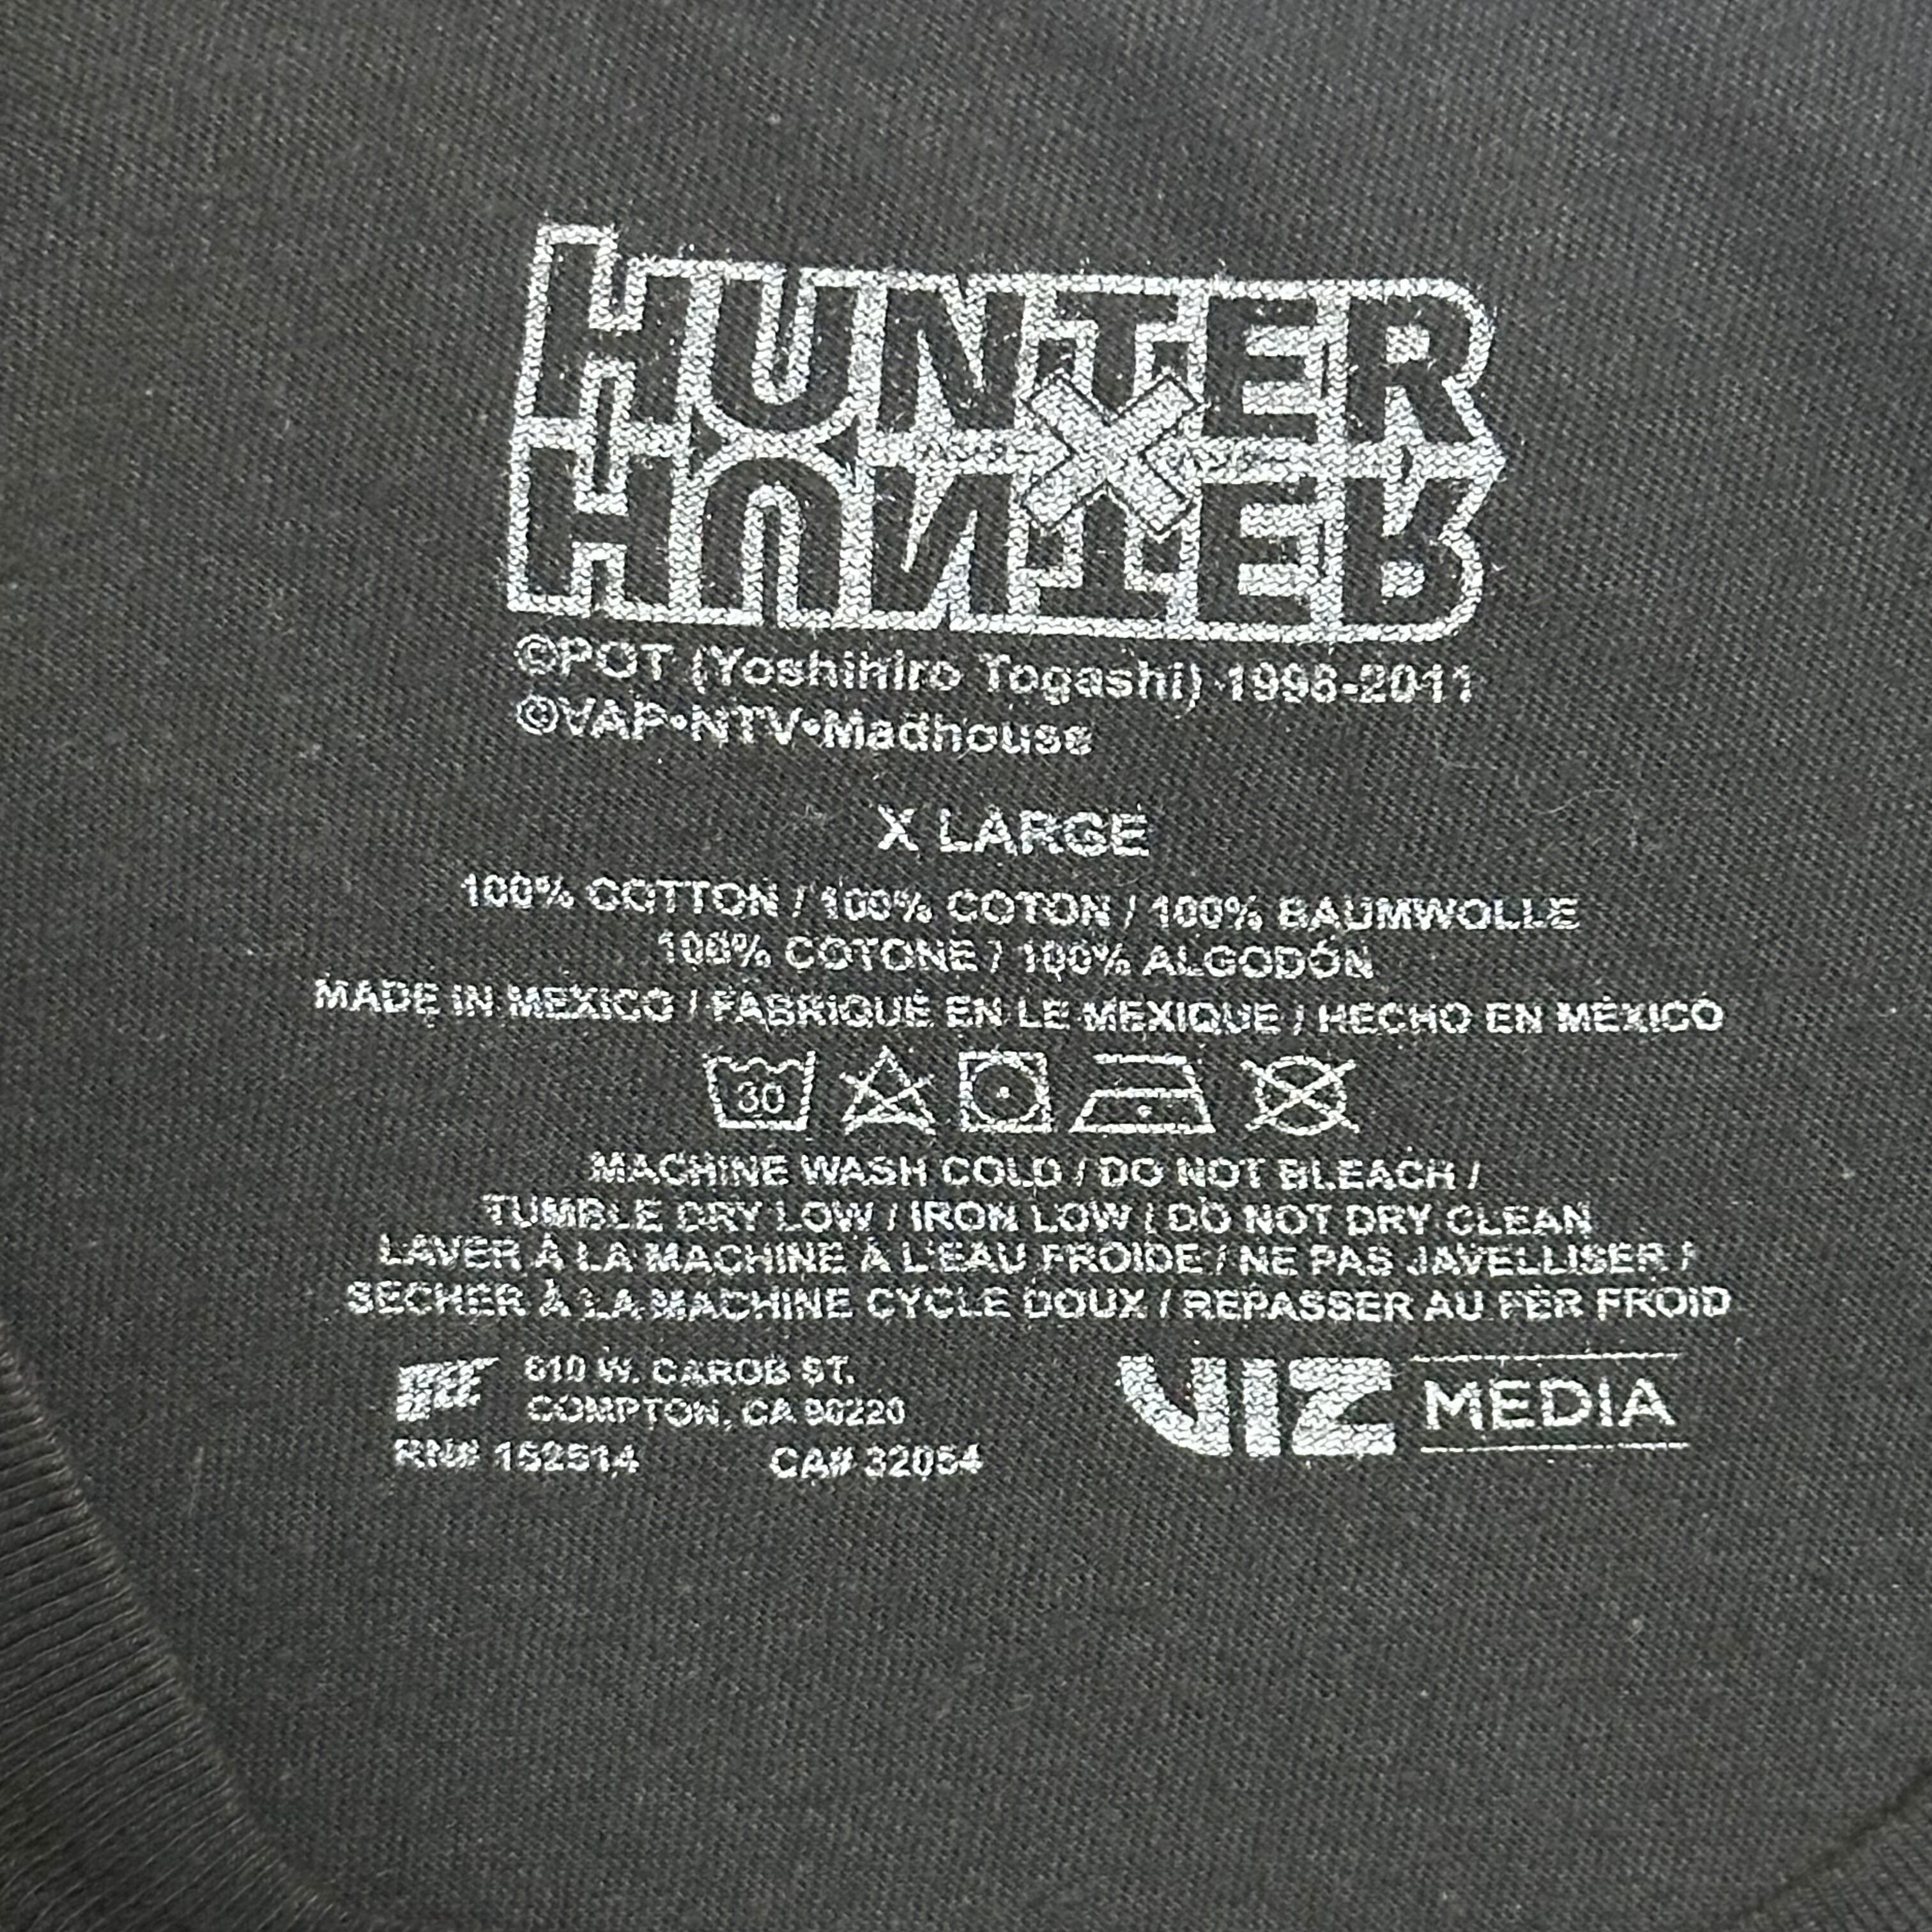 HUNTER
X
HUNTER
©POT (Yoshihiro Togashi) 1998-2011
©VAP•NTV•Madhouse
X LARGE
100% COTTON / 100% COTON / 100% BAUMWOLLE
100% COTONE / 100% ALGODÓN
MADE IN MEXICO / FABRIQUÉ EN LE MEXIQUE / HECHO EN MÉXICO
30
MACHINE WASH COLD / DO NOT BLEACH /
TUMBLE DRY LOW / IRON LOW / DO NOT DRY CLEAN
LAVER À LA MACHINE À L'EAU FROIDE / NE PAS JAVELLISER /
SÉCHER À LA MACHINE CYCLE DOUX / REPASSER AU FER FROID
610 W. CAROB ST.
COMPTON, CA 90220
RN# 152514 CA# 32054
VIZ MEDIA